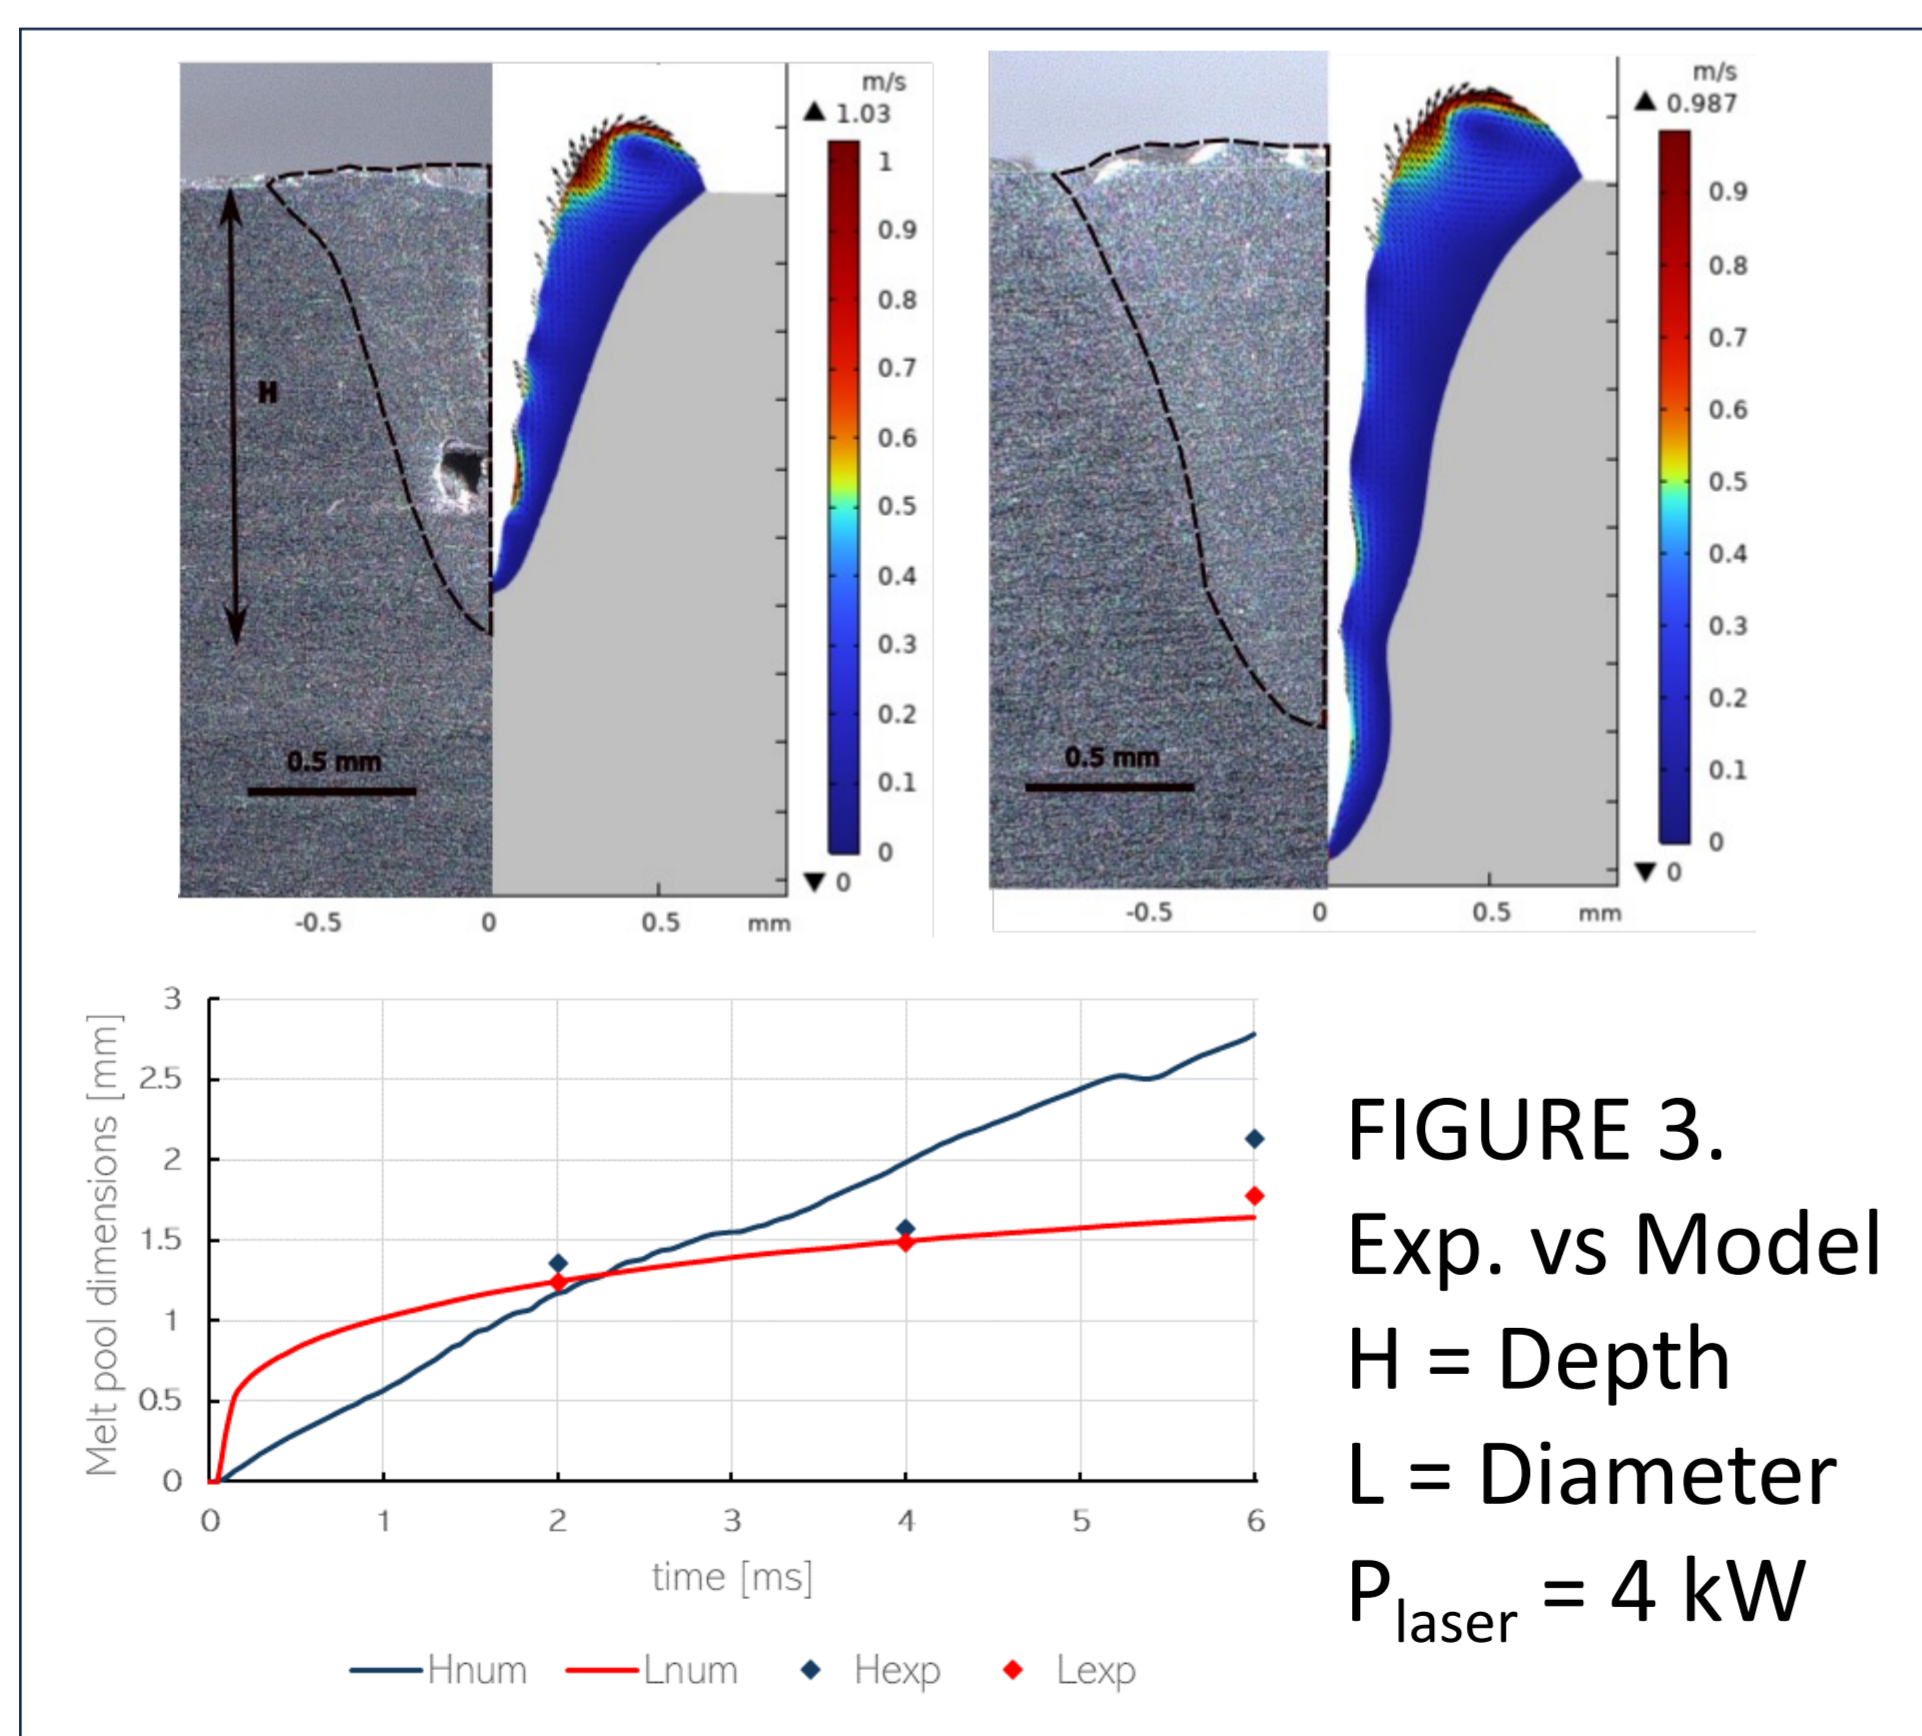 m/s
▲ 1.03
1
0.9
0.8
0.7
0.6
0.5
0.4
0.3
0.2
0.1
0
▼ 0
H
0.5 mm
-0.5 0 0.5 mm
m/s
▲ 0.987
0.9
0.8
0.7
0.6
0.5
0.4
0.3
0.2
0.1
0
▼ 0
0.5 mm
-0.5 0 0.5 mm
Melt pool dimensions [mm]
3
2.5
2
1.5
1
0.5
0
0 1 2 3 4 5 6
time [ms]
Hnum Lnum Hexp Lexp
FIGURE 3.
Exp. vs Model
H = Depth
L = Diameter
Plaser = 4 kW